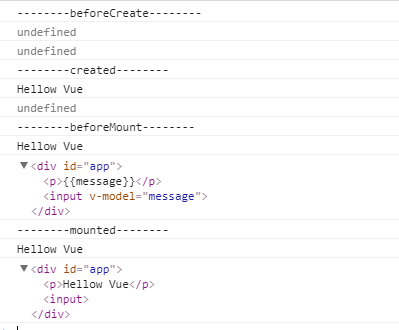 --------beforeCreate--------
undefined
undefined
--------created--------
Hellow Vue
undefined
--------beforeMount--------
Hellow Vue
<div id="app">
<p>{{message}}</p>
<input v-model="message">
</div>
--------mounted--------
Hellow Vue
<div id="app">
<p>Hellow Vue</p>
<input>
</div>